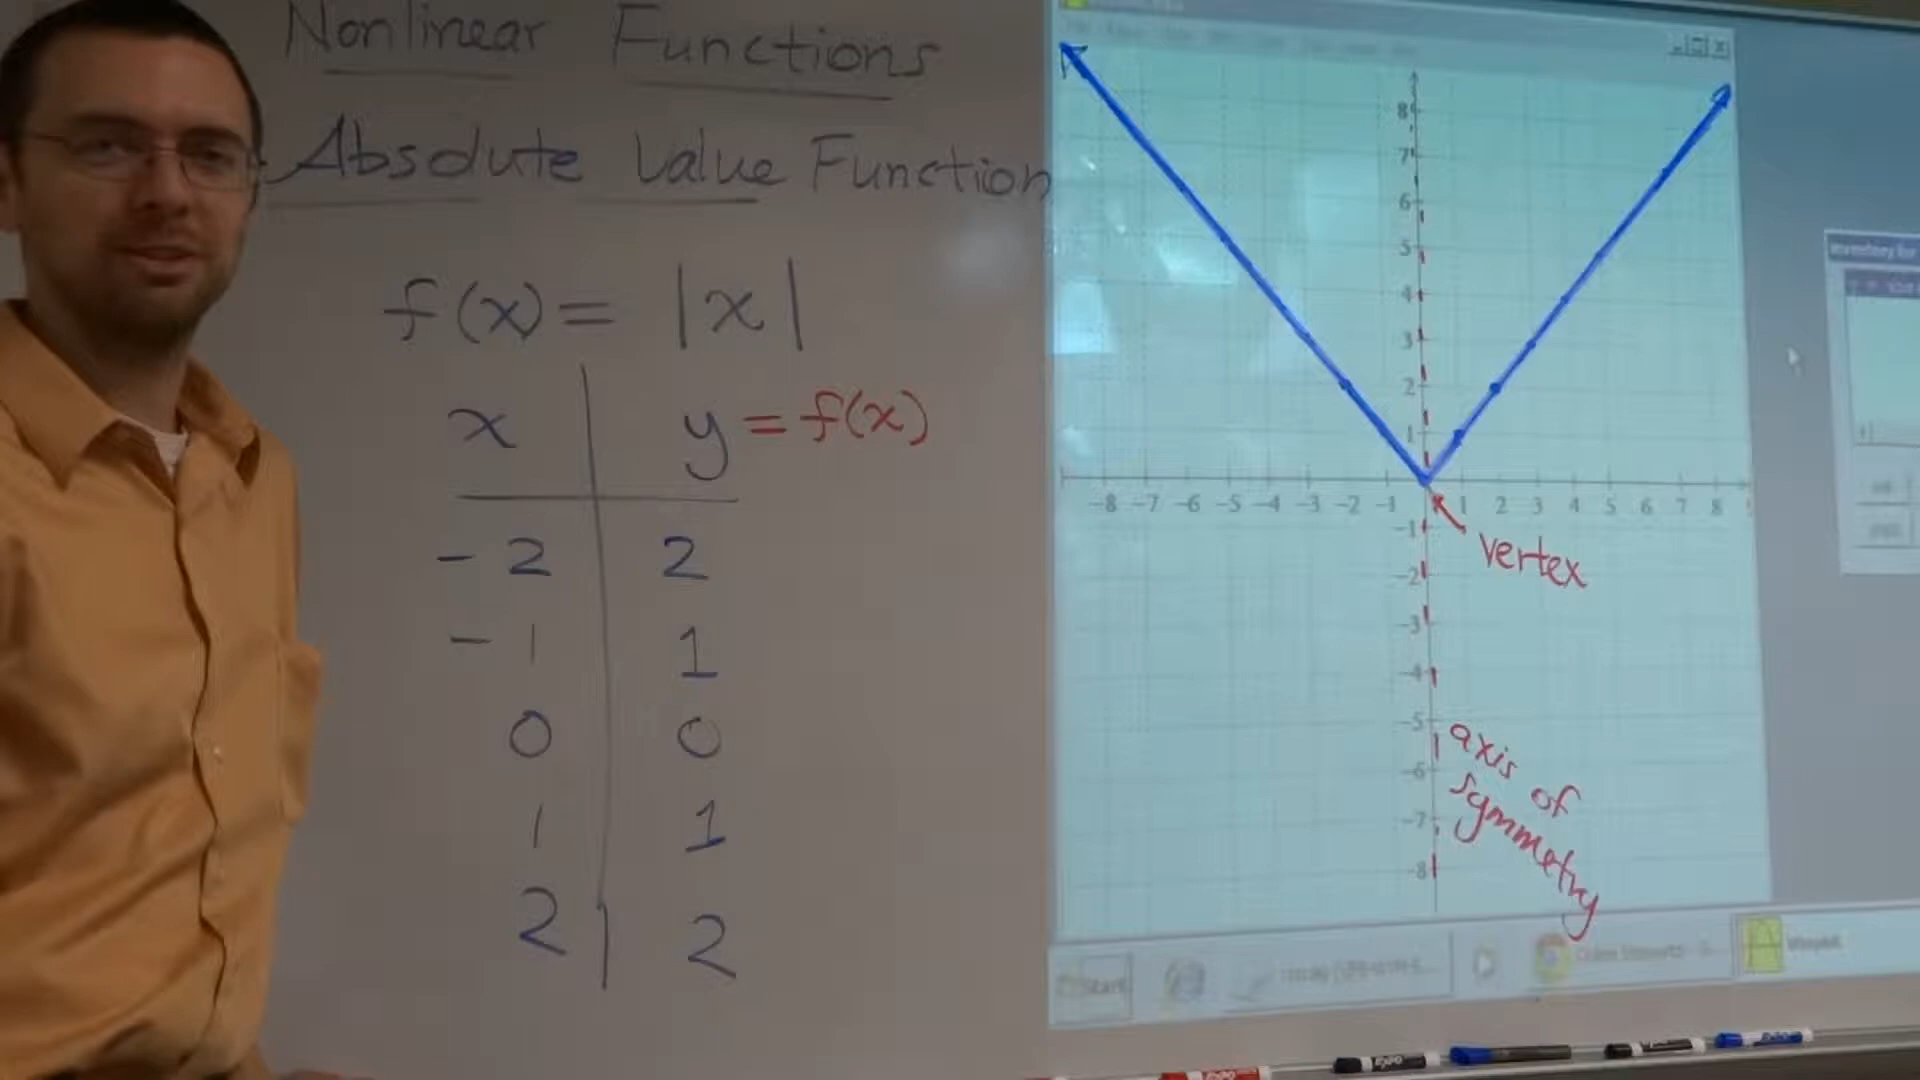 Nonlinear Functions
Absolute Value Function
f(x) = |x|
x y = f(x)
-2 2
-1 1
0 0
1 1
2 2
8
7
6
5
4
3
2
1
-8 -7 -6 -5 -4 -3 -2 -1 1 2 3 4 5 6 7 8
-1
vertex
-2
-3
-4
-5
axis of
-6
symmetry
-7
-8
Start
expo